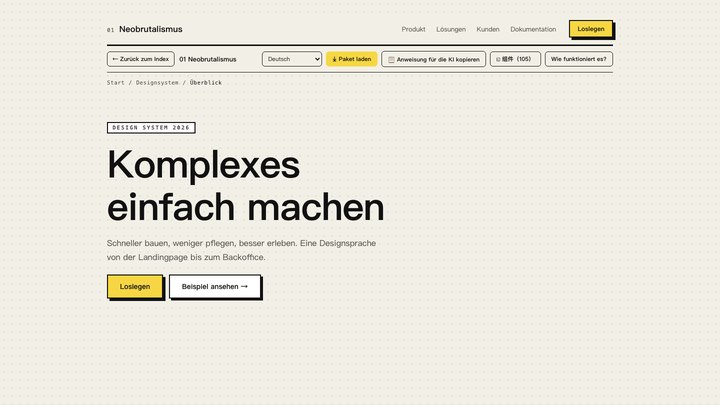 01 Neobrutalismus
Produkt Lösungen Kunden Dokumentation Loslegen
← Zurück zum Index 01 Neobrutalismus Deutsch ⤓ Paket laden 📋 Anweisung für die KI kopieren 组件 (105) Wie funktioniert es?
Start / Designsystem / Überblick
DESIGN SYSTEM 2026
Komplexes
einfach machen
Schneller bauen, weniger pflegen, besser erleben. Eine Designsprache
von der Landingpage bis zum Backoffice.
Loslegen Beispiel ansehen →